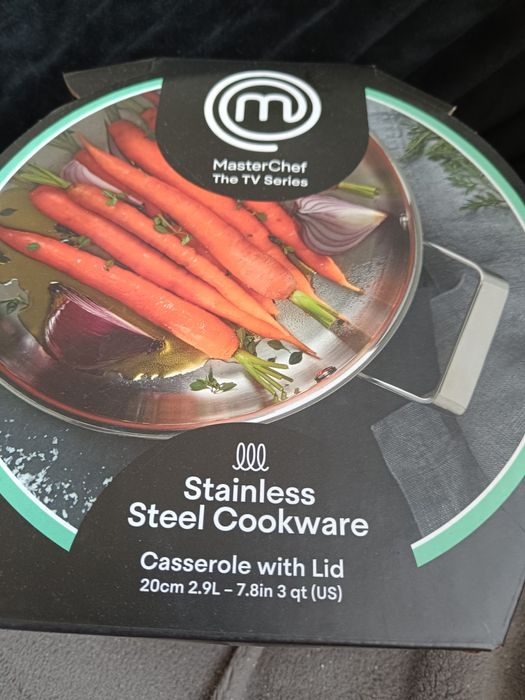 m
MasterChef
The TV Series
Stainless
Steel Cookware
Casserole with Lid
20cm 2.9L – 7.8in 3 qt (US)